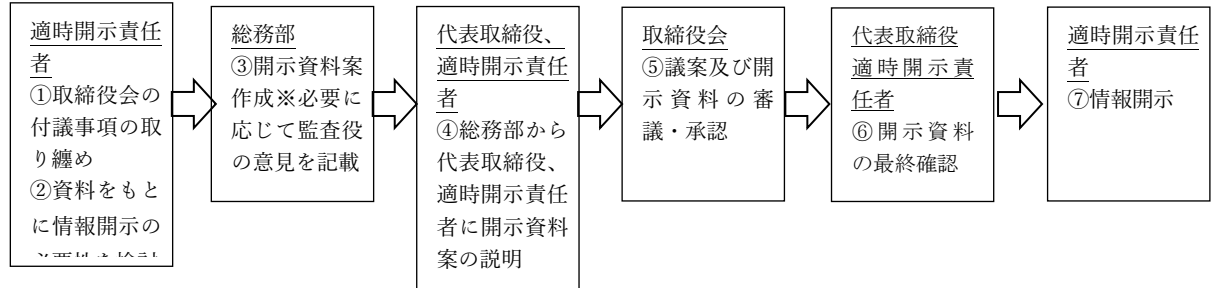 適時開示責任
者
①取締役会の
付議事項の取
り纏め
②資料をもと
に情報開示の
総務部
③開示資料案
作成※必要に
応じて監査役
の意見を記載
代表取締役、
適時開示責任
者
④総務部から
代表取締役、
適時開示責任
者に開示資料
案の説明
取締役会
⑤議案及び開
示資料の審
議・承認
代表取締役
適時開示責
任者
⑥開示資料
の最終確認
適時開示責任
者
⑦情報開示